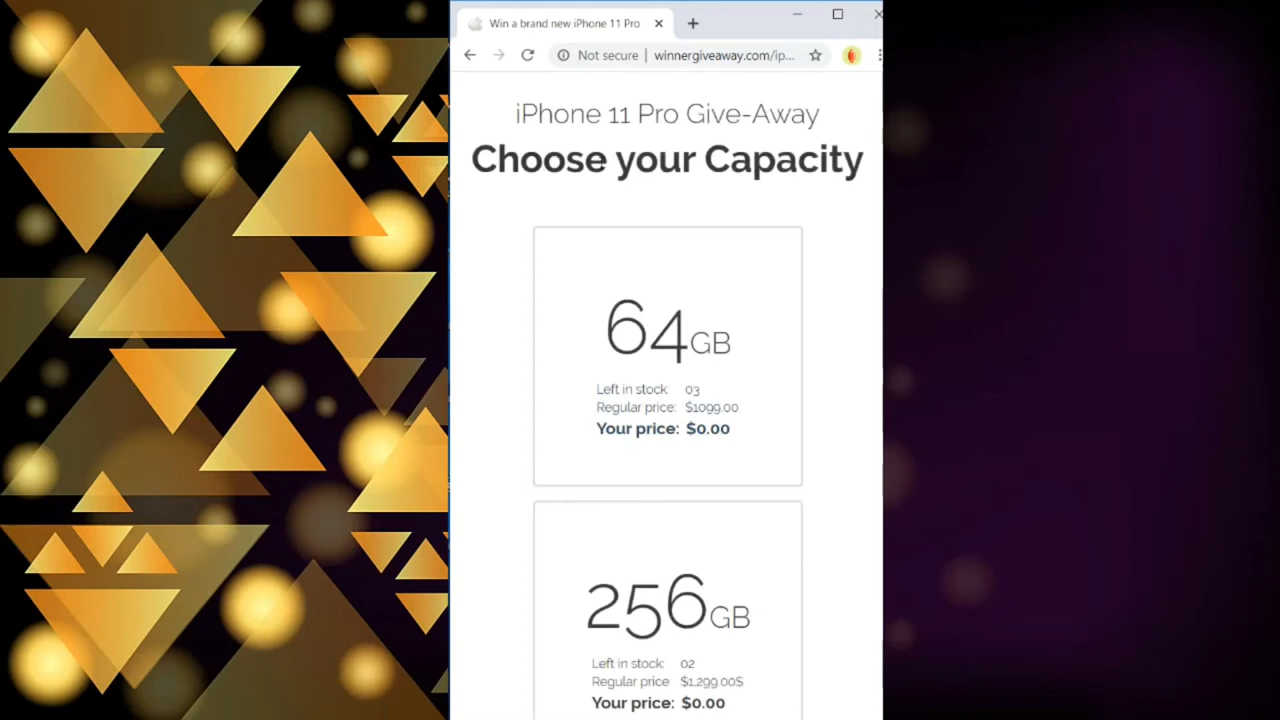 Win a brand new iPhone 11 Pro
Not secure | winnergiveaway.com/ip...
iPhone 11 Pro Give-Away
Choose your Capacity
64GB
Left in stock: 03
Regular price: $1099.00
Your price: $0.00
256GB
Left in stock: 02
Regular price $1,299.00$
Your price: $0.00